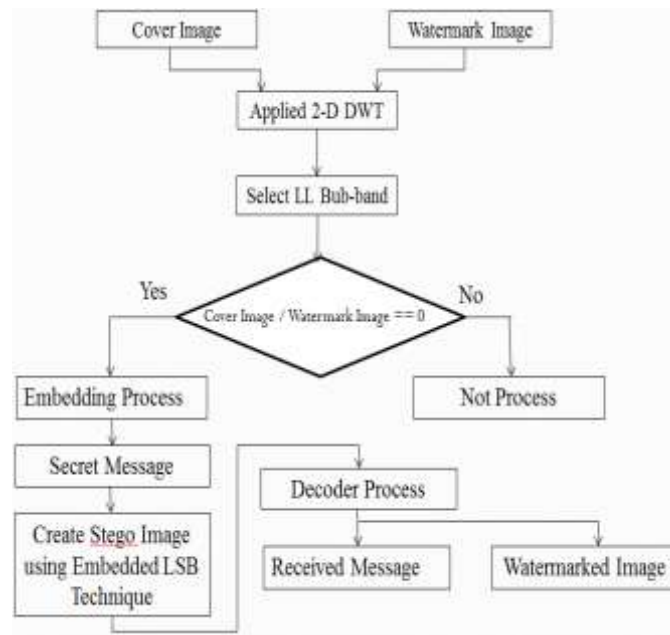 Cover Image
Watermark Image
Applied 2-D DWT
Select LL Bub-band
Yes
No
Cover Image / Watermark Image == 0
Embedding Process
Not Process
Secret Message
Decoder Process
Create Stego Image
using Embedded LSB
Technique
Received Message
Watermarked Image